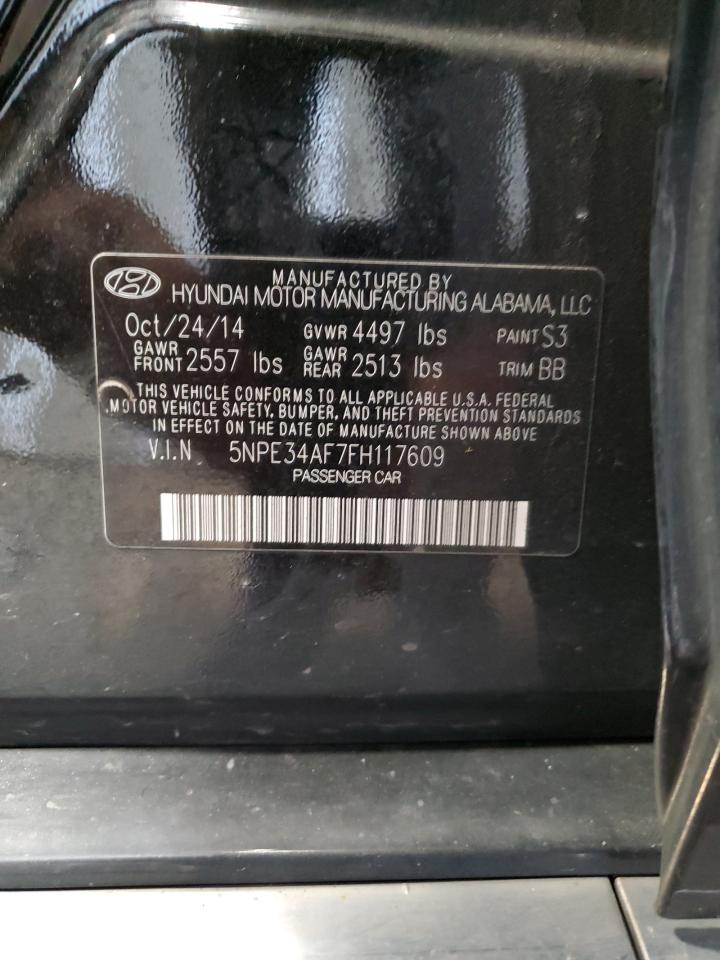 MANUFACTURED BY
HYUNDAI MOTOR MANUFACTURING ALABAMA, LLC
Oct/24/14 GVWR 4497 lbs PAINT S3
GAWR FRONT 2557 lbs GAWR REAR 2513 lbs TRIM BB
THIS VEHICLE CONFORMS TO ALL APPLICABLE U.S.A. FEDERAL
MOTOR VEHICLE SAFETY, BUMPER, AND THEFT PREVENTION STANDARDS
IN EFFECT ON THE DATE OF MANUFACTURE SHOWN ABOVE
V.I.N 5NPE34AF7FH117609
PASSENGER CAR